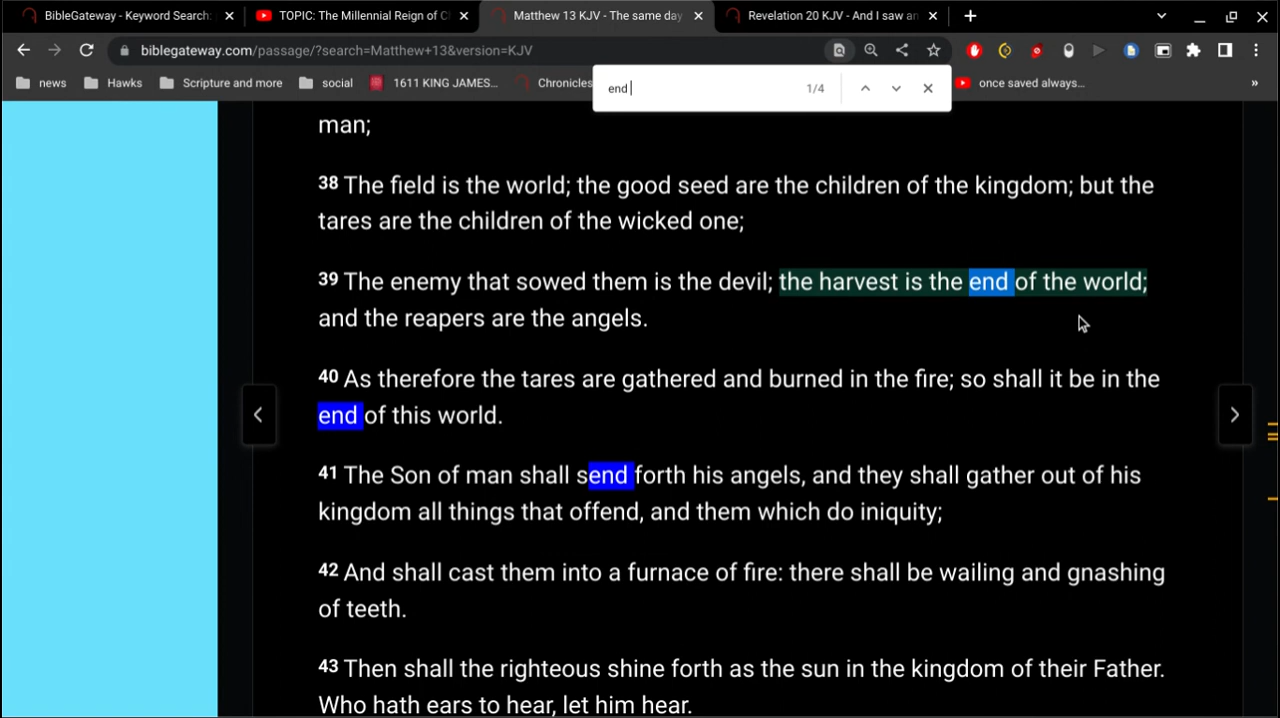 BibleGateway - Keyword Search:
TOPIC: The Millennial Reign of C
Matthew 13 KJV - The same day
Revelation 20 KJV - And I saw an
biblegateway.com/passage/?search=Matthew+13&version=KJV
news Hawks Scripture and more social 1611 KING JAMES... Chronicles once saved always... »
end 1/4
man;
38 The field is the world; the good seed are the children of the kingdom; but the
tares are the children of the wicked one;
39 The enemy that sowed them is the devil; the harvest is the end of the world;
and the reapers are the angels.
40 As therefore the tares are gathered and burned in the fire; so shall it be in the
end of this world.
41 The Son of man shall send forth his angels, and they shall gather out of his
kingdom all things that offend, and them which do iniquity;
42 And shall cast them into a furnace of fire: there shall be wailing and gnashing
of teeth.
43 Then shall the righteous shine forth as the sun in the kingdom of their Father.
Who hath ears to hear, let him hear.